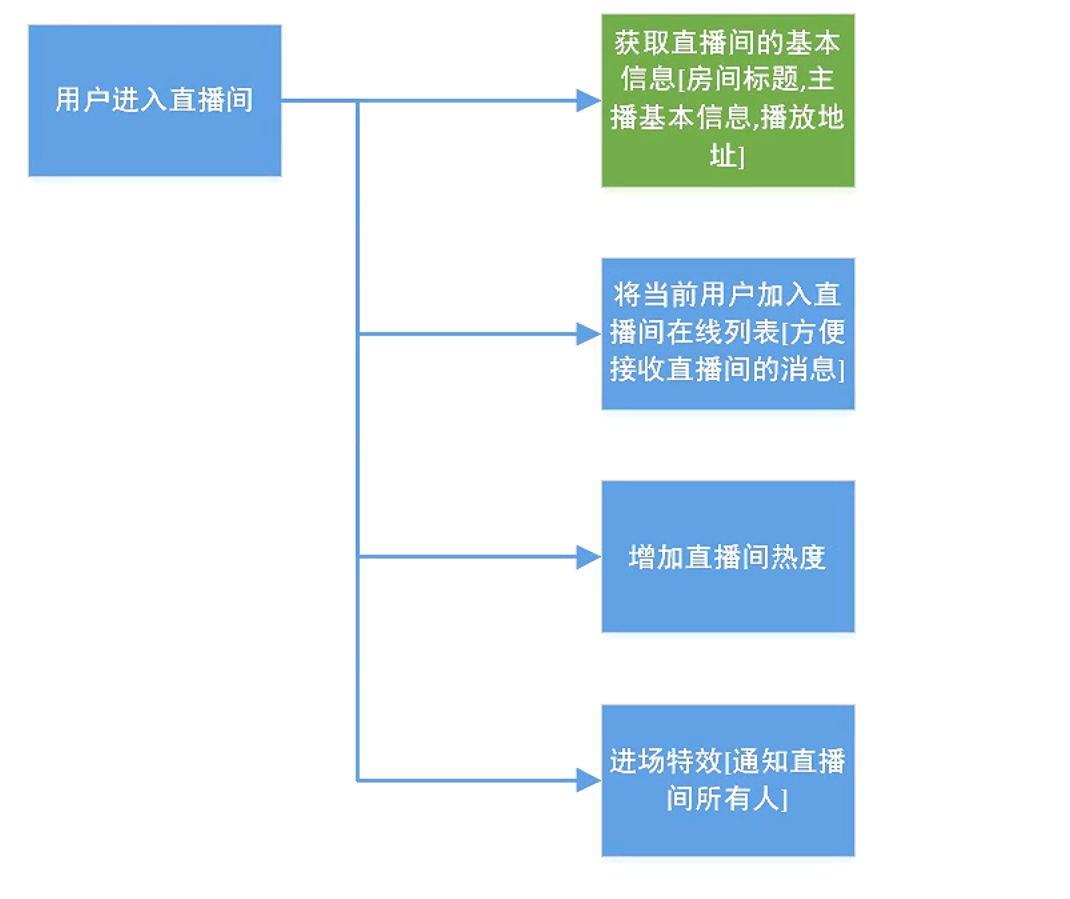 用户进入直播间
获取直播间的基本
信息[房间标题,主
播基本信息,播放地
址]
将当前用户加入直
播间在线列表[方便
接收直播间的消息]
增加直播间热度
进场特效[通知直播
间所有人]